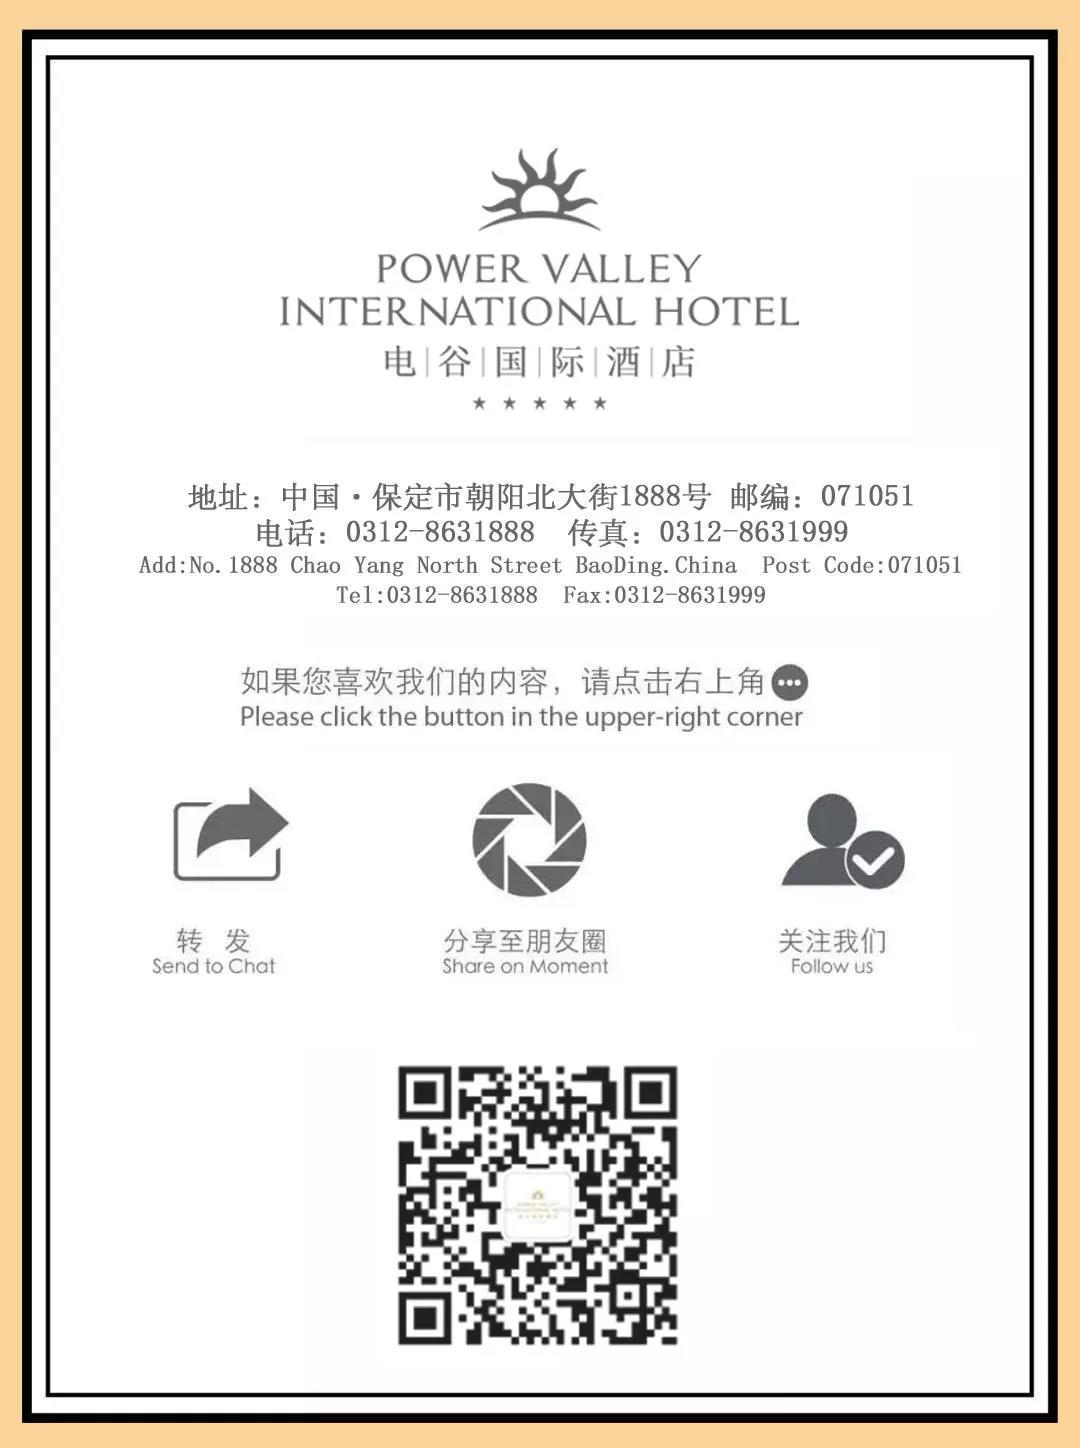 POWER VALLEY
INTERNATIONAL HOTEL
电|谷|国|际|酒|店
★ ★ ★ ★ ★
地址：中国·保定市朝阳北大街1888号 邮编：071051
电话：0312-8631888 传真：0312-8631999
Add:No.1888 Chao Yang North Street BaoDing.China Post Code:071051
Tel:0312-8631888 Fax:0312-8631999
如果您喜欢我们的内容，请点击右上角
Please click the button in the upper-right corner
转 发
Send to Chat
分享至朋友圈
Share on Moment
关注我们
Follow us